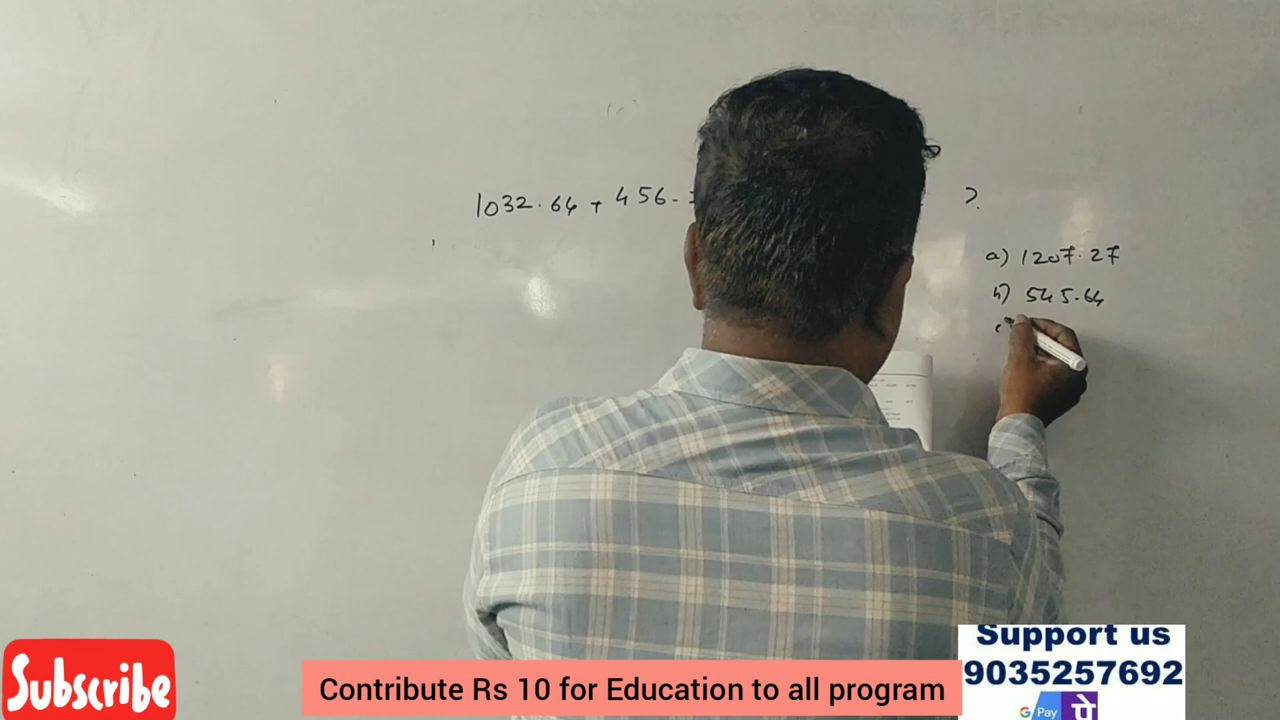 1032.64 + 456. ?
a) 1207.27
b) 545.64
c)
Subscribe
Contribute Rs 10 for Education to all program
Support us
9035257692
G Pay पे